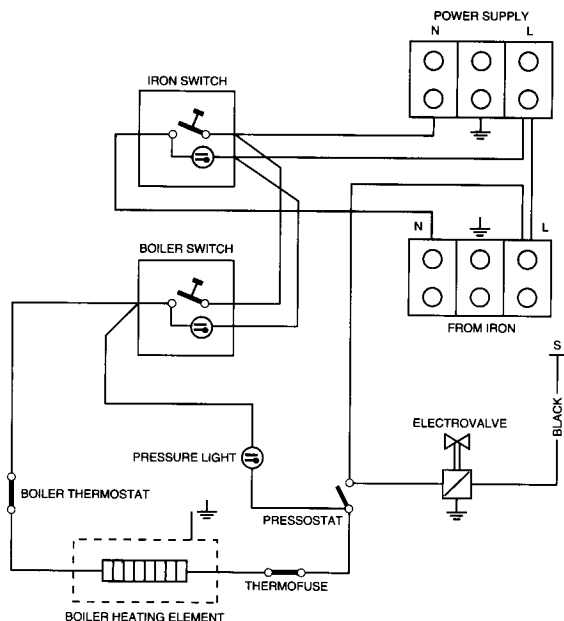 POWER SUPPLY
N L
IRON SWITCH
N L
BOILER SWITCH
FROM IRON
S
BLACK
ELECTROVALVE
PRESSURE LIGHT
BOILER THERMOSTAT
PRESSOSTAT
THERMOFUSE
BOILER HEATING ELEMENT